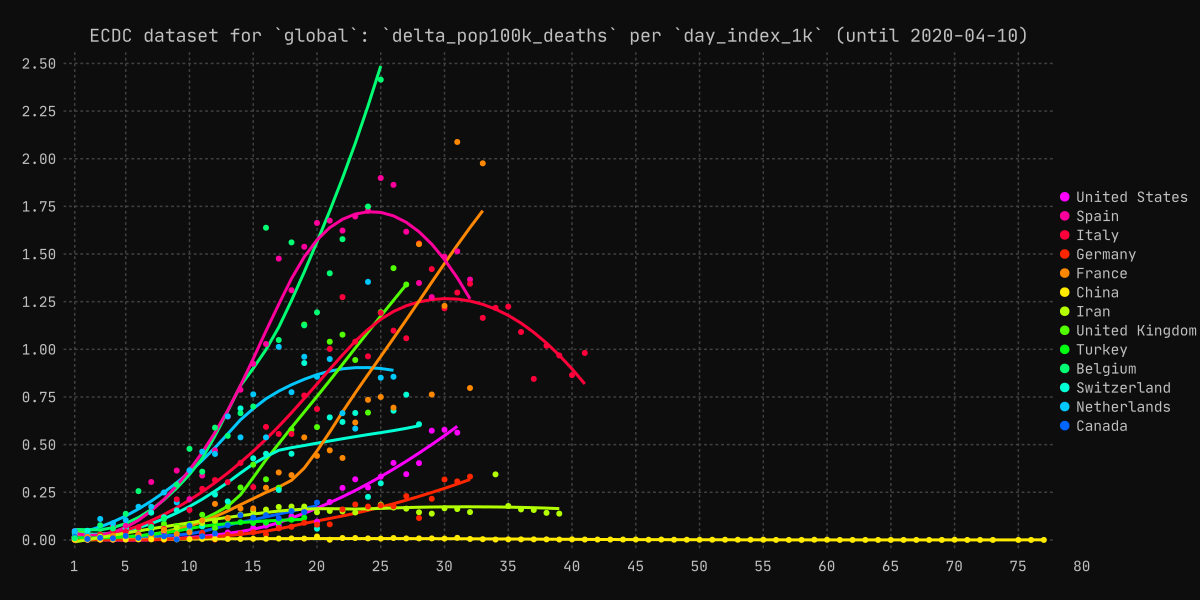 ECDC dataset for `global`: `delta_pop100k_deaths` per `day_index_1k` (until 2020-04-10)
2.50
2.25
2.00
1.75
1.50
1.25
1.00
0.75
0.50
0.25
0.00
1 5 10 15 20 25 30 35 40 45 50 55 60 65 70 75 80
United States
Spain
Italy
Germany
France
China
Iran
United Kingdom
Turkey
Belgium
Switzerland
Netherlands
Canada